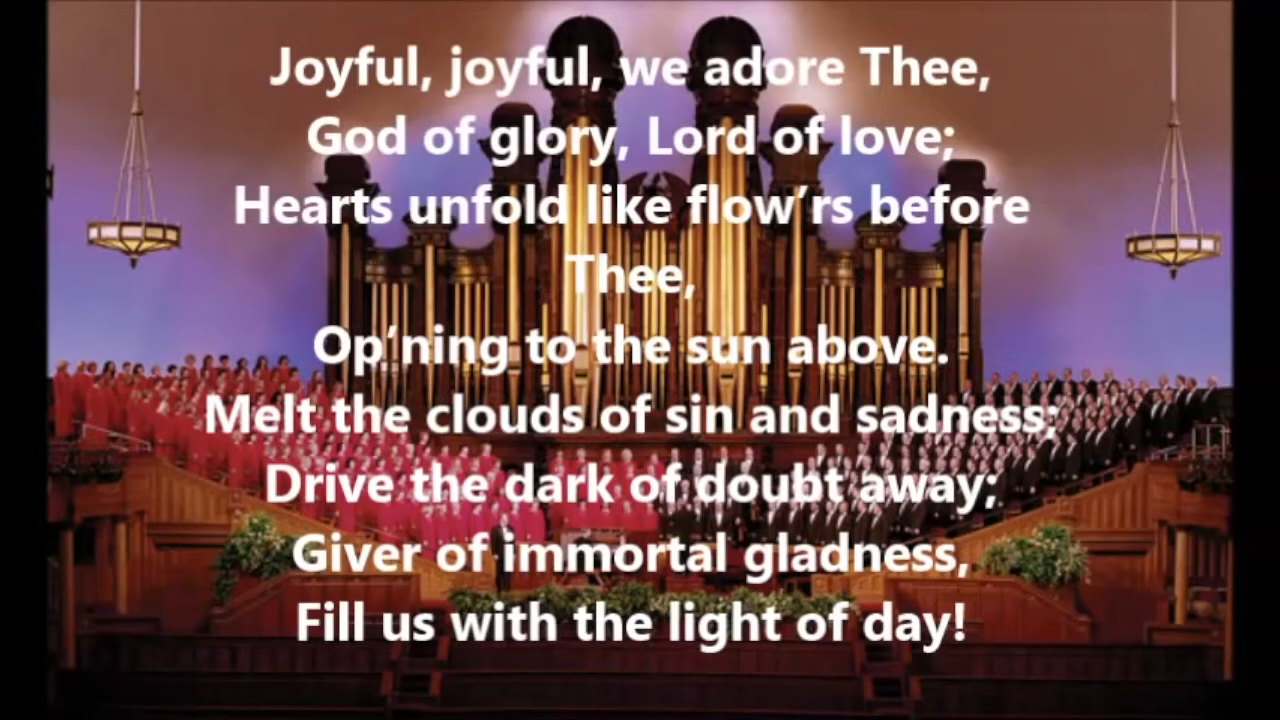 Joyful, joyful, we adore Thee,
God of glory, Lord of love;
Hearts unfold like flow’rs before
Thee,
Op’ning to the sun above.
Melt the clouds of sin and sadness;
Drive the dark of doubt away;
Giver of immortal gladness,
Fill us with the light of day!